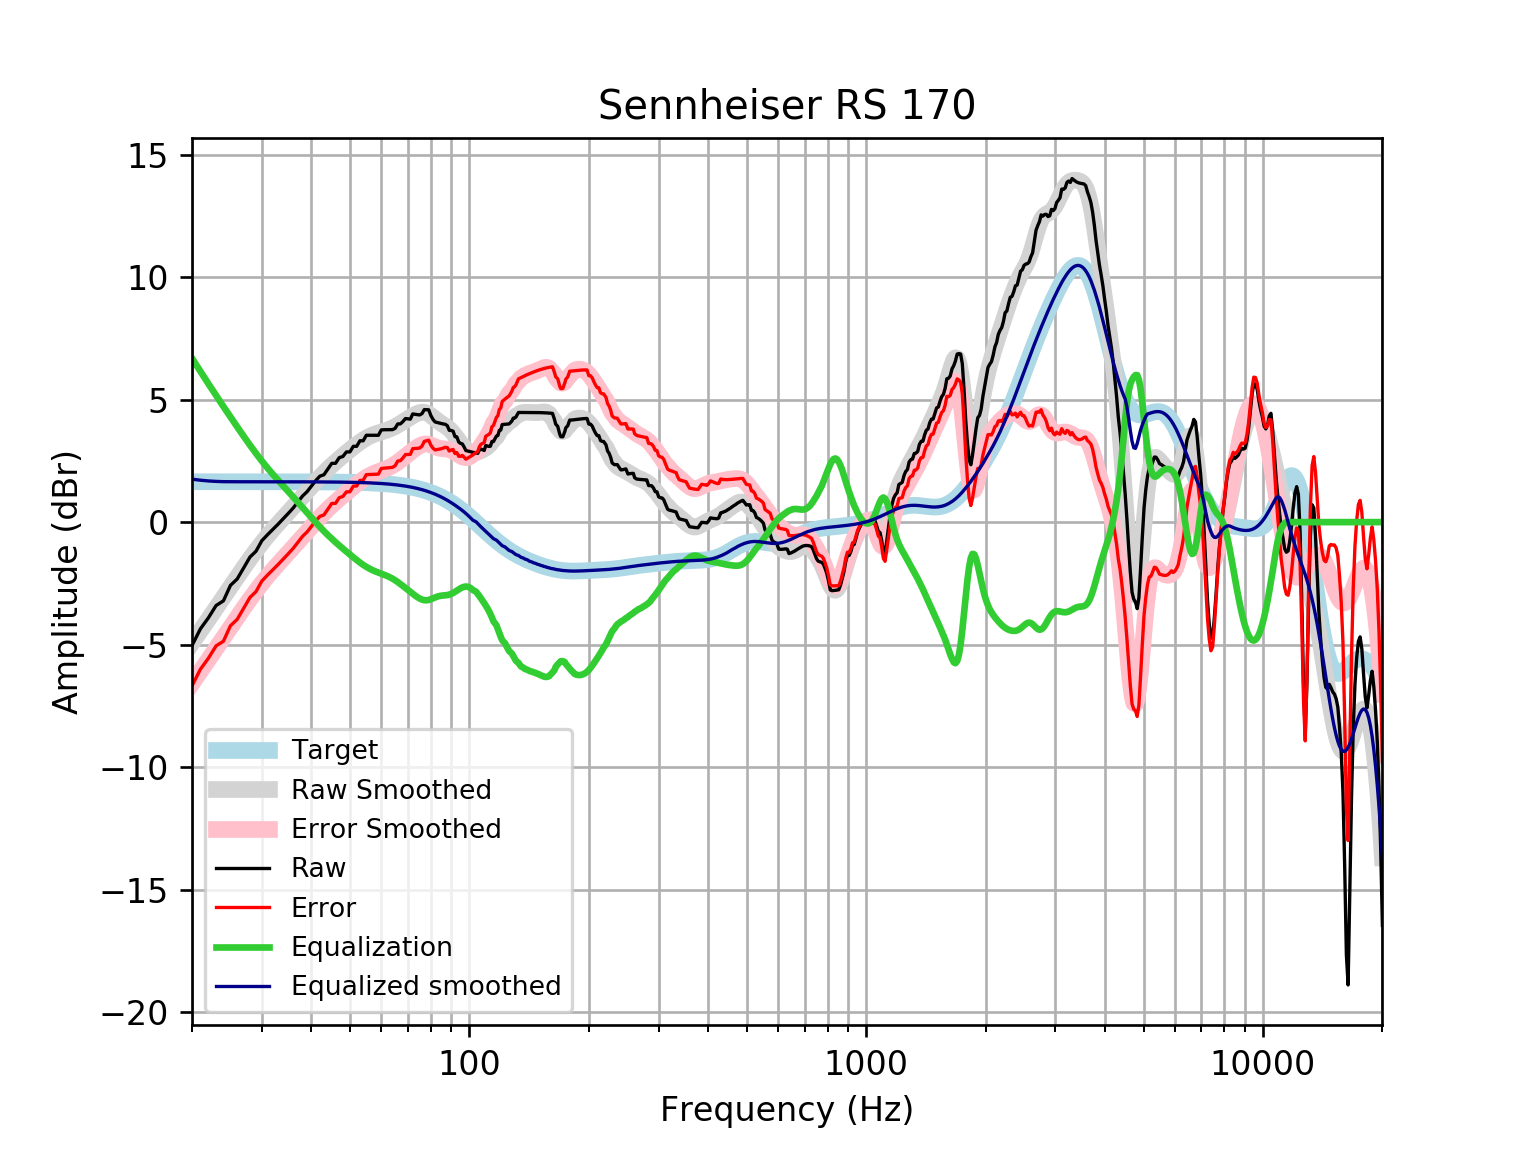 Sennheiser RS 170
15
10
5
0
−5
−10
−15
−20
Amplitude (dBr)
Target
Raw Smoothed
Error Smoothed
Raw
Error
Equalization
Equalized smoothed
100
1000
10000
Frequency (Hz)